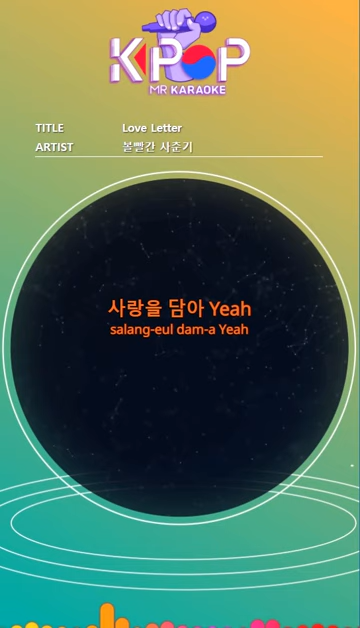 KPOP
MR KARAOKE
TITLE Love Letter
ARTIST 볼빨간 사춘기
사랑을 담아 Yeah
salang-eul dam-a Yeah